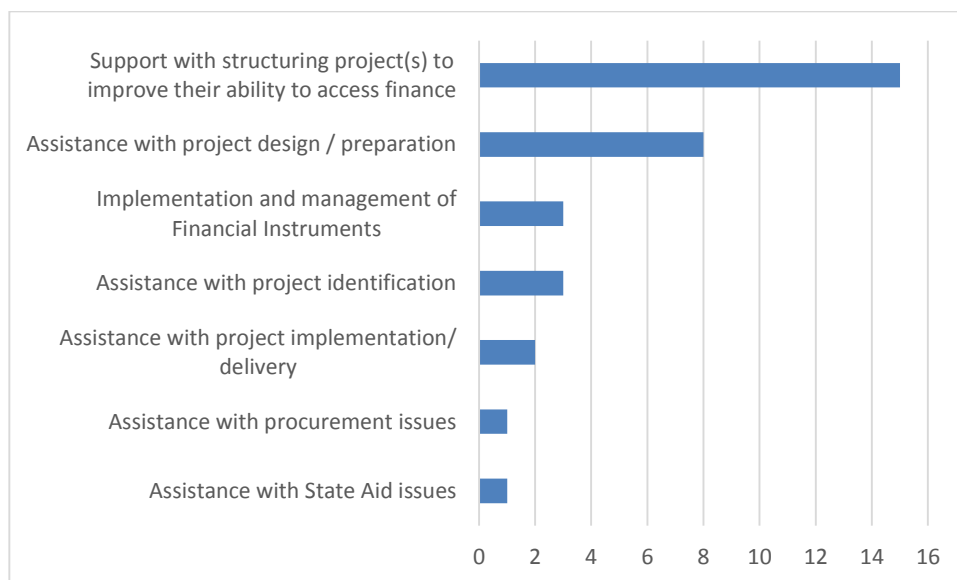 Support with structuring project(s) to
improve their ability to access finance
Assistance with project design / preparation
Implementation and management of
Financial Instruments
Assistance with project identification
Assistance with project implementation/
delivery
Assistance with procurement issues
Assistance with State Aid issues
0 2 4 6 8 10 12 14 16